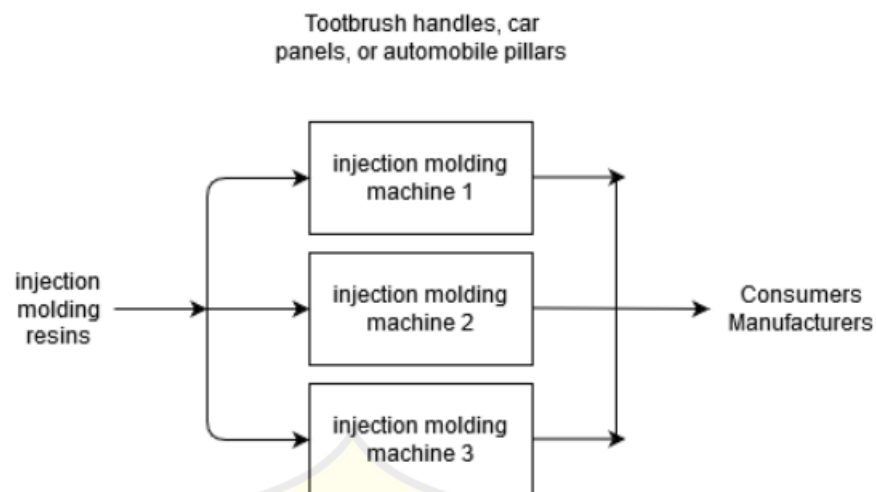 Tootbrush handles, car
panels, or automobile pillars
injection molding
machine 1
injection
molding
resins
injection molding
machine 2
Consumers
Manufacturers
injection molding
machine 3